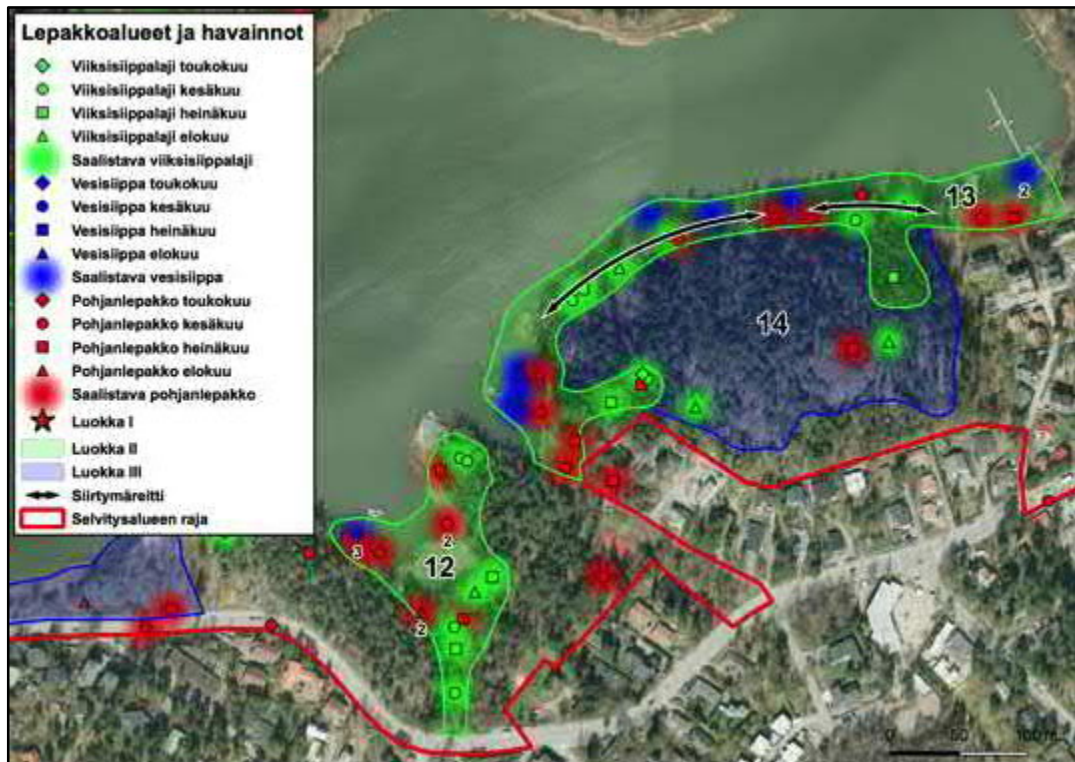 Lepakkoalueet ja havainnot
Viiksisiippalaji toukokuu
Viiksisiippalaji kesäkuu
Viiksisiippalaji heinäkuu
Viiksisiippalaji elokuu
Saalistava viiksisiippalaji
Vesisiippa toukokuu
Vesisiippa kesäkuu
Vesisiippa heinäkuu
Vesisiippa elokuu
Saalistava vesisiippa
Pohjanlepakko toukokuu
Pohjanlepakko kesäkuu
Pohjanlepakko heinäkuu
Pohjanlepakko elokuu
Saalistava pohjanlepakko
Luokka I
Luokka II
Luokka III
Siirtymäreitti
Selvitysalueen raja
13
2
14
2
3
12
2
0 50 100 m